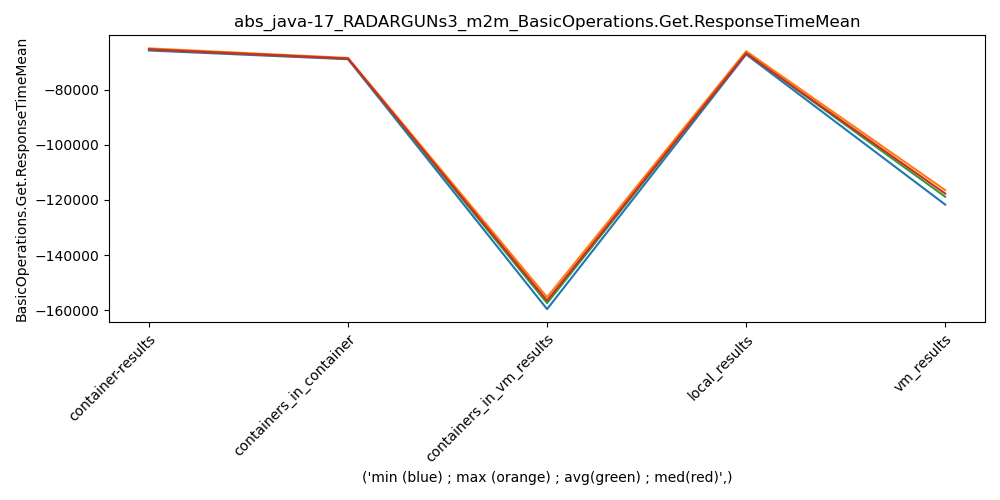 abs_java-17_RADARGUNs3_m2m_BasicOperations.Get.ResponseTimeMean
BasicOperations.Get.ResponseTimeMean
−80000
−100000
−120000
−140000
−160000
container-results
containers_in_container
containers_in_vm_results
local_results
vm_results
('min (blue) ; max (orange) ; avg(green) ; med(red)',)